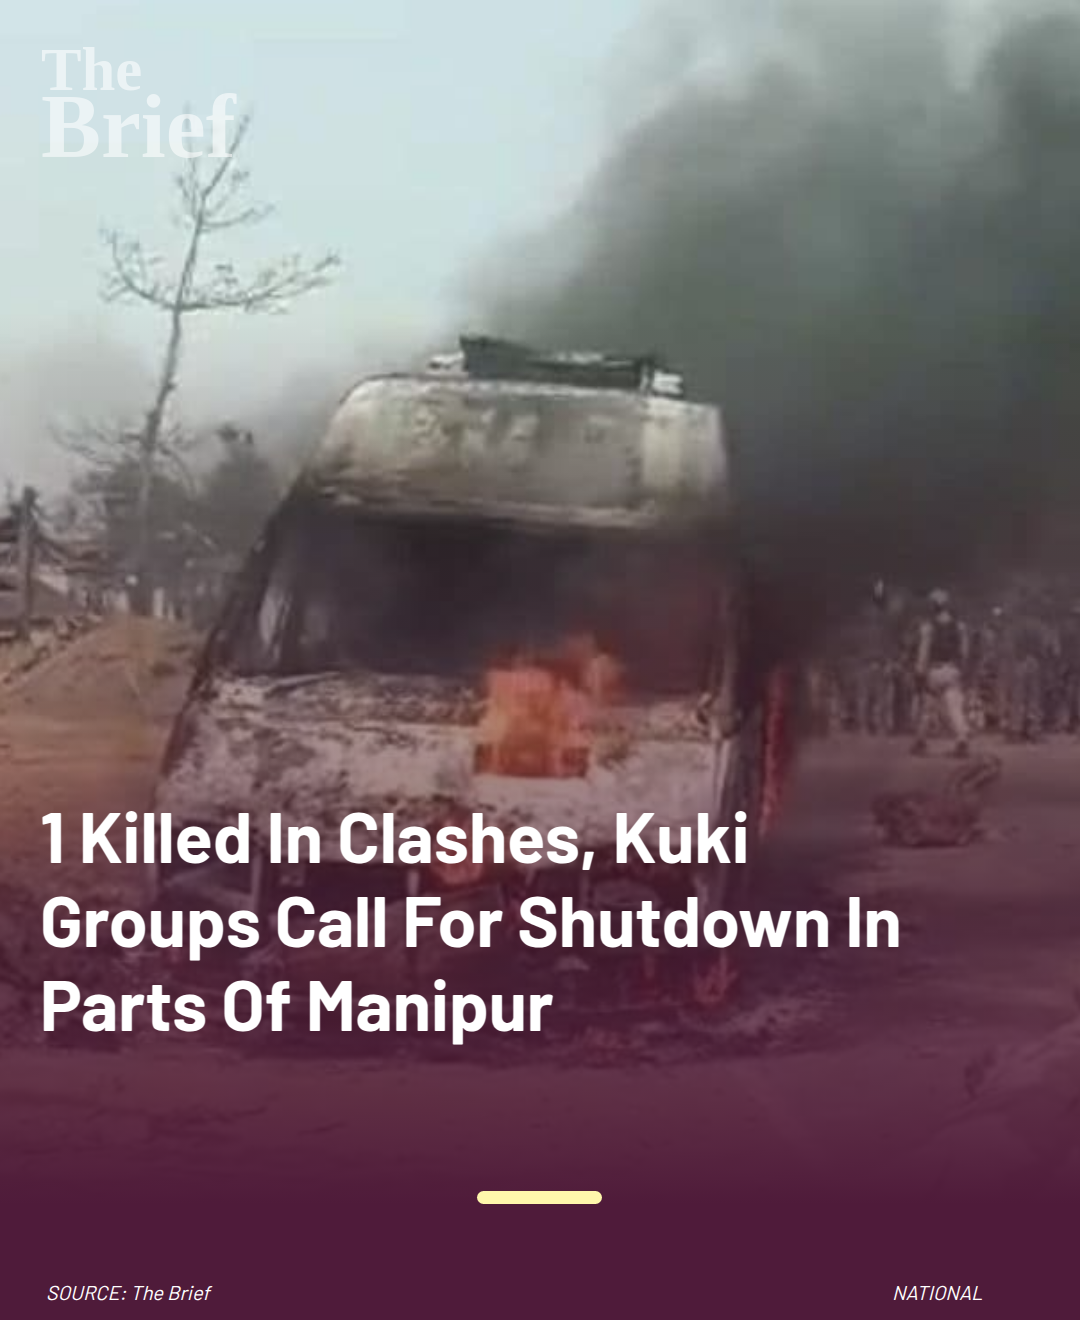 The
Brief
1 Killed In Clashes, Kuki
Groups Call For Shutdown In
Parts Of Manipur
SOURCE: The Brief
NATIONAL